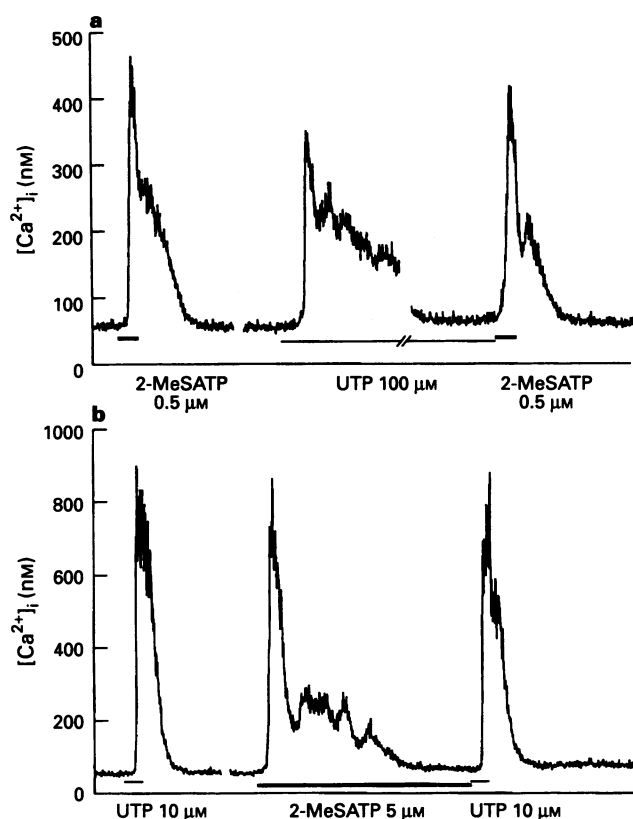 a
500
400
300
200
100
0
[Ca²⁺]ᵢ (nM)
2-MeSATP
0.5 μM
UTP 100 μM
2-MeSATP
0.5 μM
b
1000
800
600
400
200
0
[Ca²⁺]ᵢ (nM)
UTP 10 μM
2-MeSATP 5 μM
UTP 10 μM